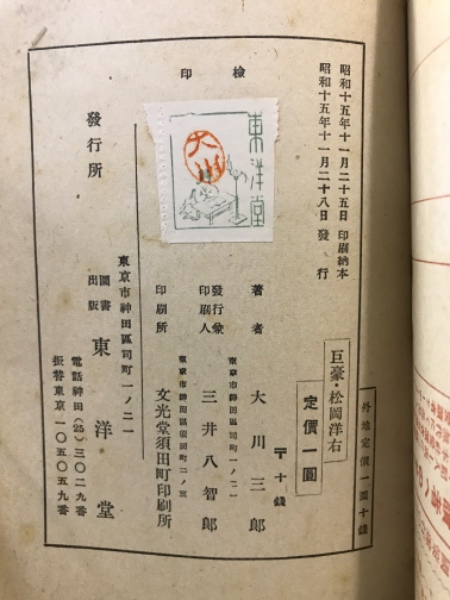 昭和十五年十一月二十五日 印刷納本
昭和十五年十一月二十八日 發行
外地定價一圓十錢
巨豪・松岡洋右
定價一圓
〒十錢
檢印
東洋堂
大川
著者
東京市神田區司町一ノ二一
大川三郎
發行兼
印刷人
東京市神田區須田町二ノ三
三井八智郎
印刷所
文光堂須田町印刷所
發行所
東京市神田區司町一ノ二一
圖書
出版
東洋堂
電話神田(25)三〇二九番
振替東京一〇五〇五九番